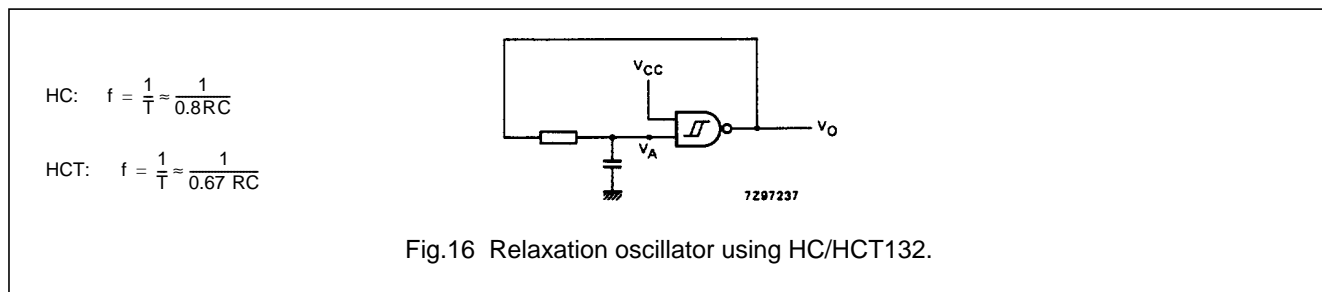 HC: f = 1/T ≈ 1/0.8RC
HCT: f = 1/T ≈ 1/0.67 RC
VCC
VA
VO
7Z97237
Fig.16 Relaxation oscillator using HC/HCT132.